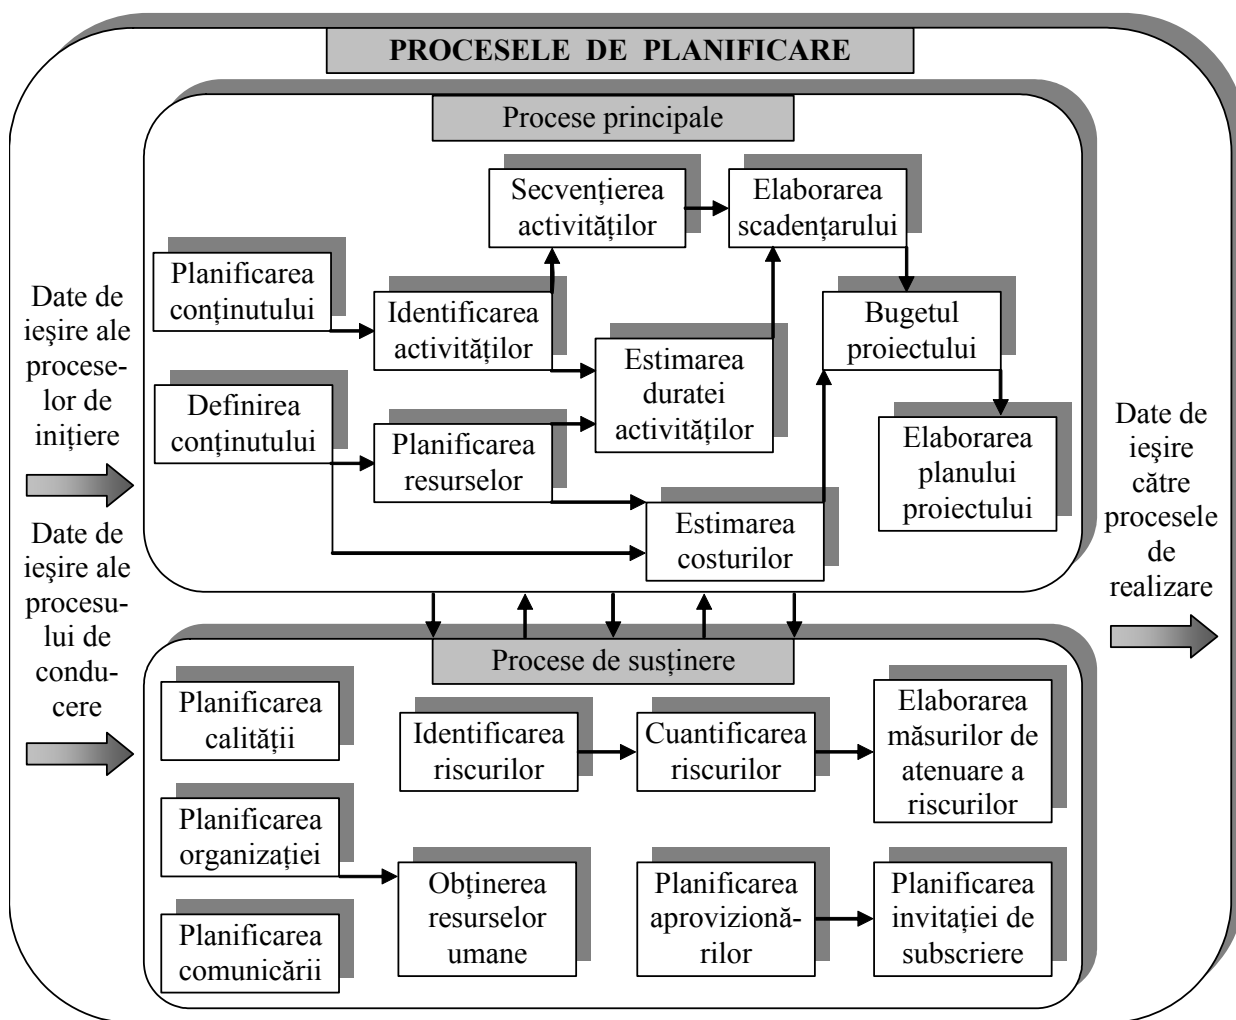 PROCESELE DE PLANIFICARE
Procese principale
Secvențierea
activităților
Elaborarea
scadențarului
Planificarea
conținutului
Identificarea
activităților
Bugetul
proiectului
Estimarea
duratei
activităților
Definirea
conținutului
Planificarea
resurselor
Elaborarea
planului
proiectului
Estimarea
costurilor
Date de
ieşire ale
procese-
lor de
inițiere
Date de
ieşire ale
procesu-
lui de
condu-
cere
Date de
ieşire
către
procesele
de
realizare
Procese de susținere
Planificarea
calității
Identificarea
riscurilor
Cuantificarea
riscurilor
Elaborarea
măsurilor de
atenuare a
riscurilor
Planificarea
organizației
Obținerea
resurselor
umane
Planificarea
aprovizionă-
rilor
Planificarea
invitației de
subscriere
Planificarea
comunicării